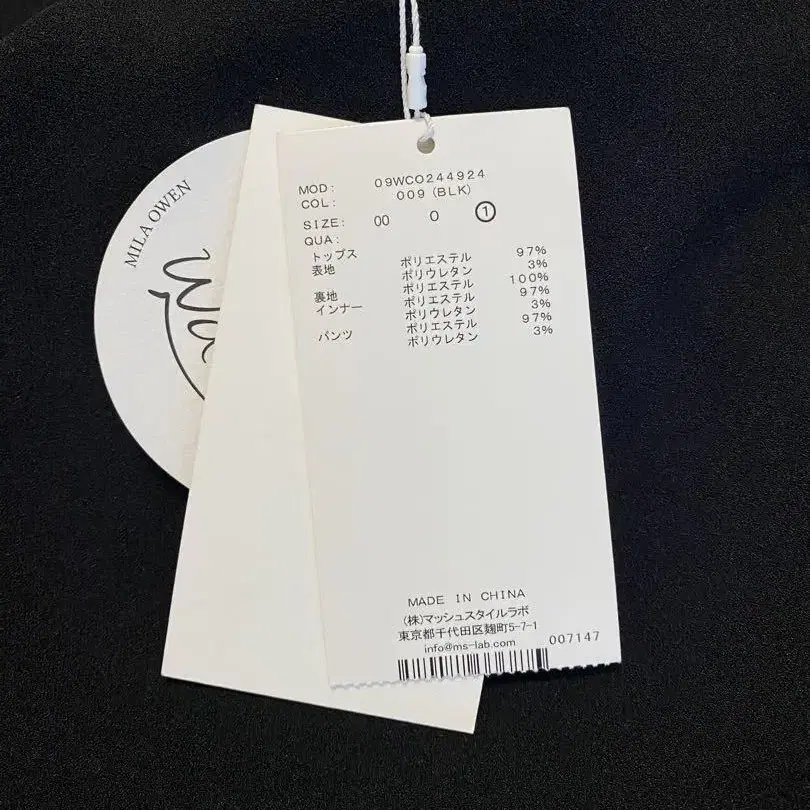 MILA OWEN
MOD: 09WCO244924
COL: 009 (BLK)
SIZE: 00 0 1
QUA:
トップス
表地 ポリエステル 97%
ポリウレタン 3%
裏地 ポリエステル 100%
インナー ポリエステル 97%
ポリウレタン 3%
パンツ ポリエステル 97%
ポリウレタン 3%
MADE IN CHINA
(株)マッシュスタイルラボ
東京都千代田区麹町5-7-1
info@ms-lab.com 007147